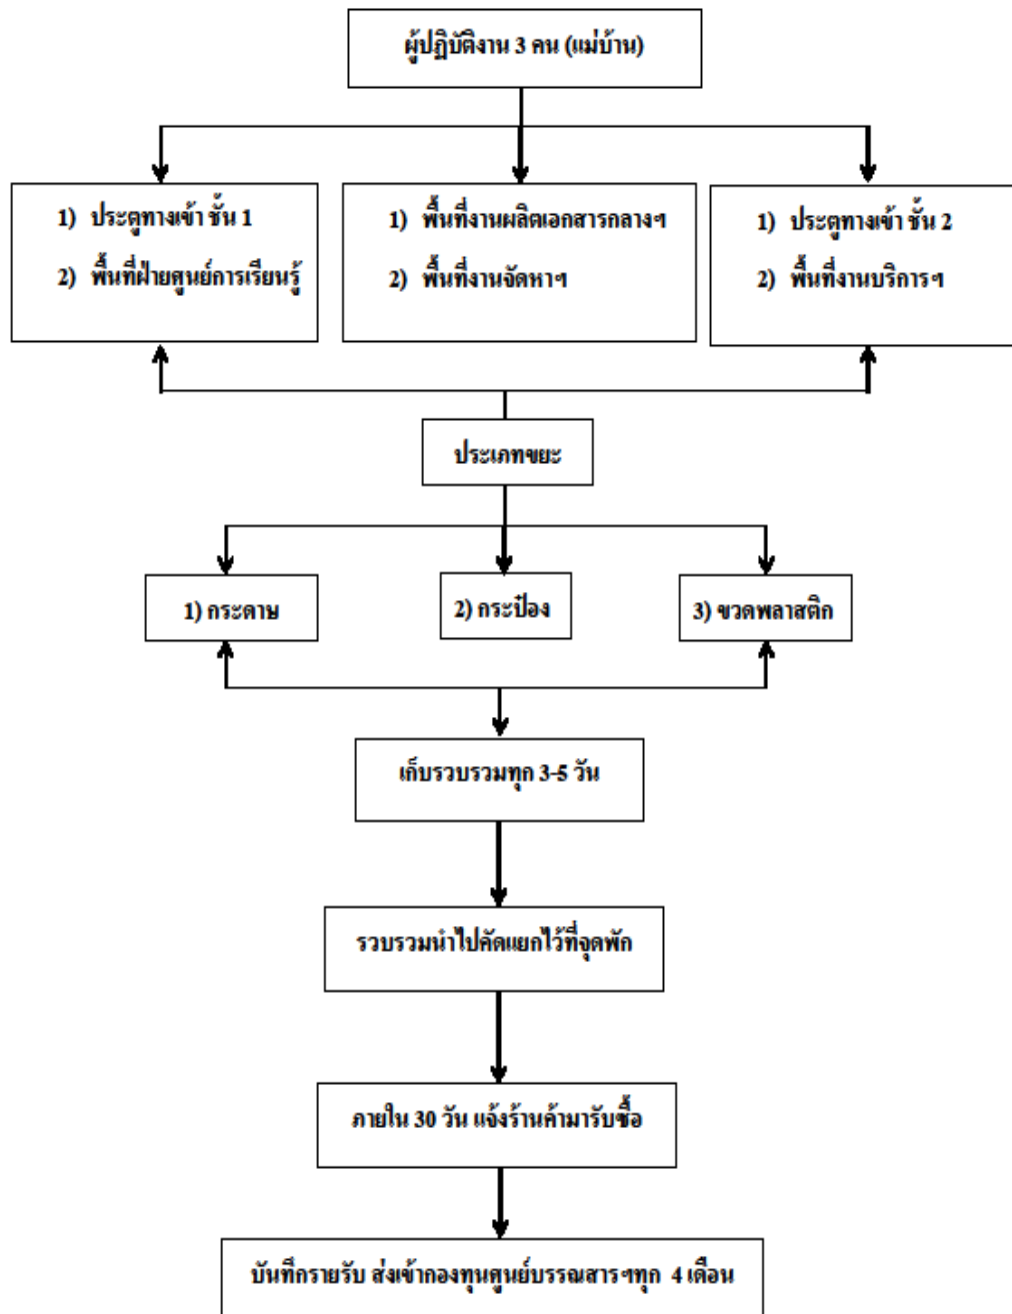 ผู้ปฏิบัติงาน 3 คน (แม่บ้าน)
1) ประตูทางเข้า ชั้น 1
2) พื้นที่ฝ่ายศูนย์การเรียนรู้
1) พื้นที่งานผลิตเอกสารกลางฯ
2) พื้นที่งานจัดหาฯ
1) ประตูทางเข้า ชั้น 2
2) พื้นที่งานบริการฯ
ประเภทขยะ
1) กระดาษ
2) กระป๋อง
3) ขวดพลาสติก
เก็บรวบรวมทุก 3-5 วัน
รวบรวมนำไปคัดแยกไว้ที่จุดพัก
ภายใน 30 วัน แจ้งร้านค้ามารับซื้อ
บันทึกรายรับ ส่งเข้ากองทุนศูนย์บรรณสารฯทุก 4 เดือน